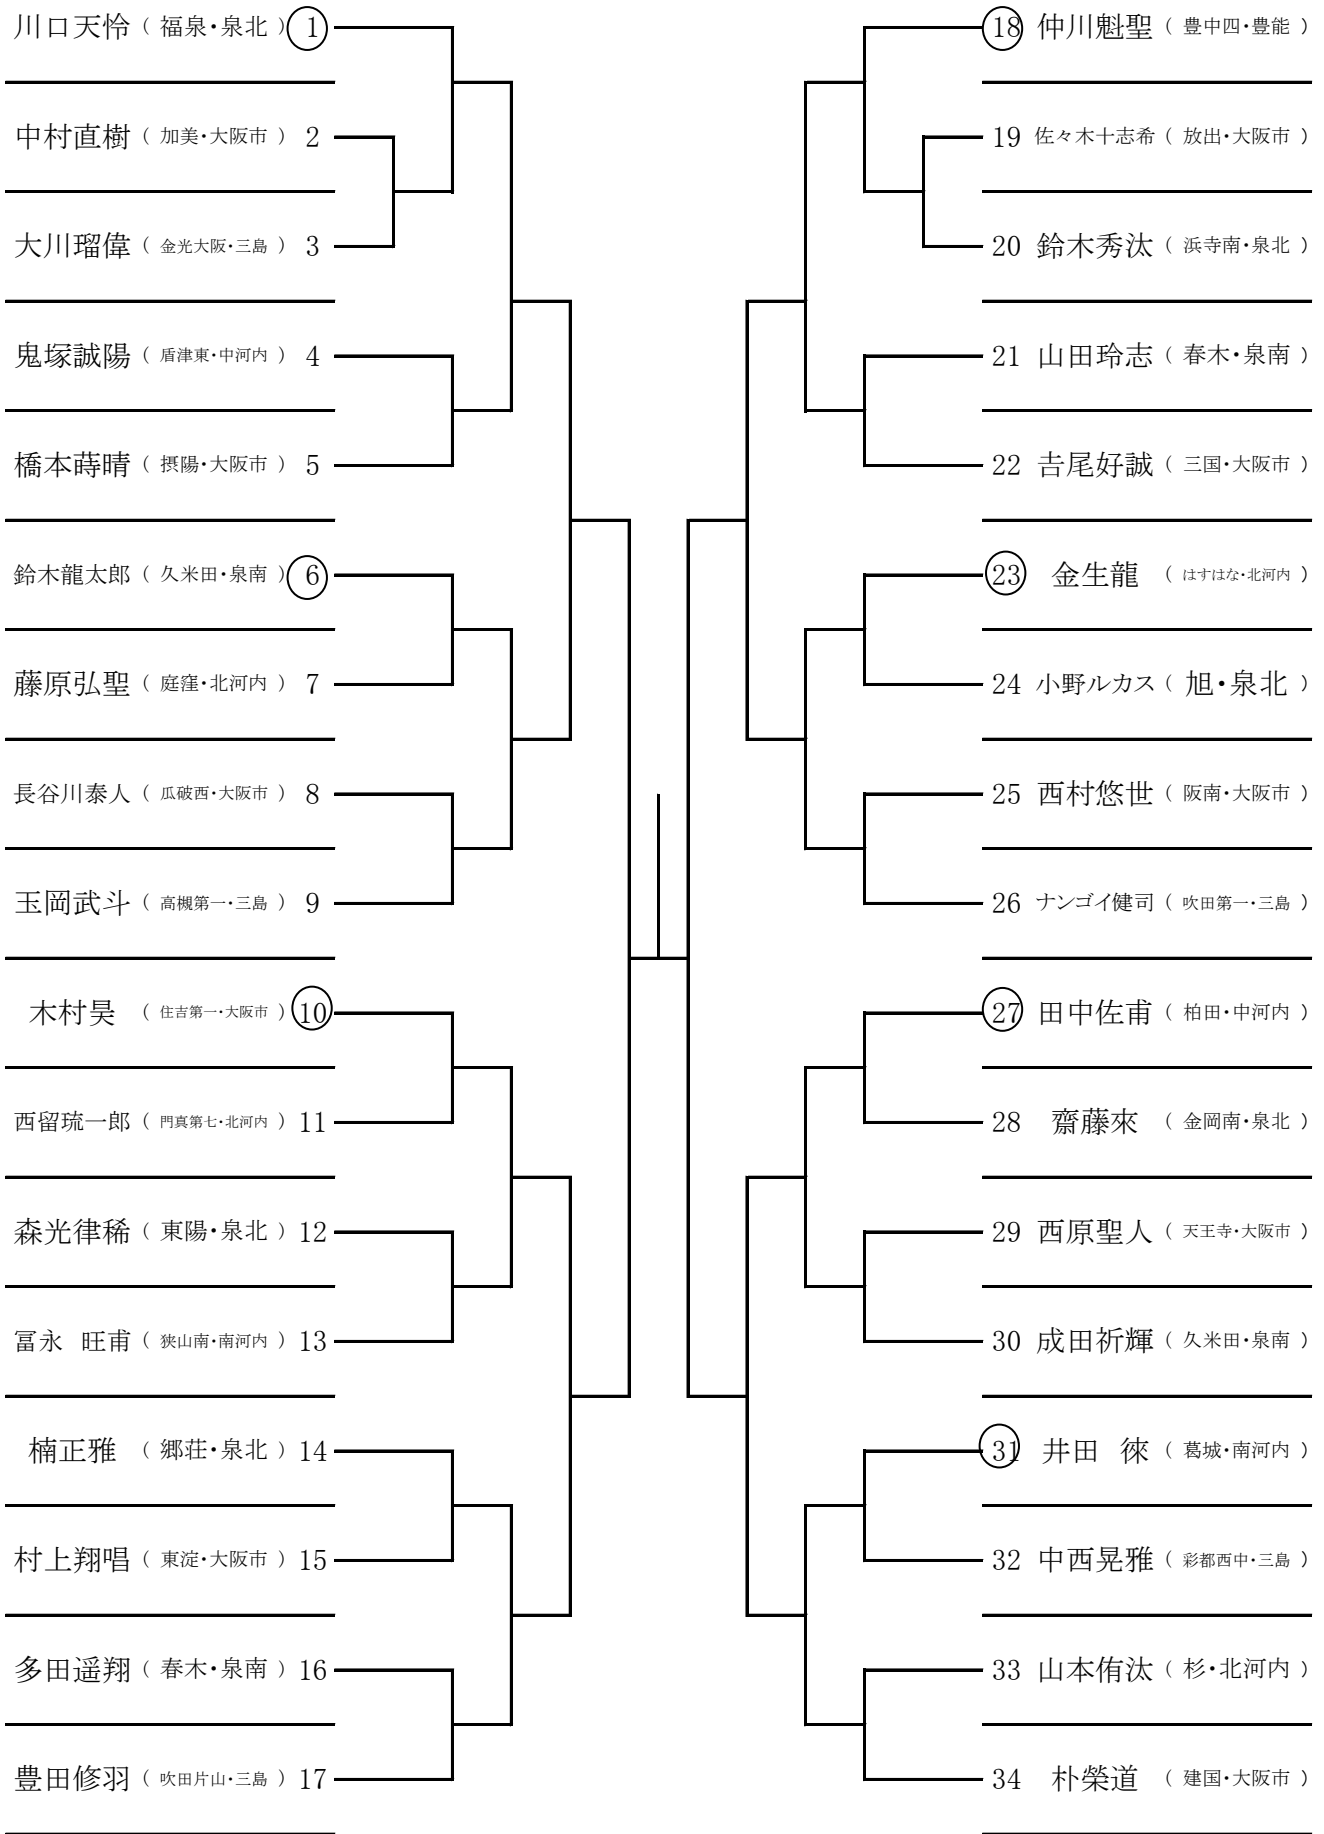 川口天怜 ( 福泉・泉北 ) 1
中村直樹 ( 加美・大阪市 ) 2
大川瑠偉 ( 金光大阪・三島 ) 3
鬼塚誠陽 ( 盾津東・中河内 ) 4
橋本蒔晴 ( 摂陽・大阪市 ) 5
鈴木龍太郎 ( 久米田・泉南 ) 6
藤原弘聖 ( 庭窪・北河内 ) 7
長谷川泰人 ( 瓜破西・大阪市 ) 8
玉岡武斗 ( 高槻第一・三島 ) 9
木村昊 ( 住吉第一・大阪市 ) 10
西留琉一郎 ( 門真第七・北河内 ) 11
森光律稀 ( 東陽・泉北 ) 12
冨永 旺甫 ( 狭山南・南河内 ) 13
楠正雅 ( 郷荘・泉北 ) 14
村上翔唱 ( 東淀・大阪市 ) 15
多田遥翔 ( 春木・泉南 ) 16
豊田修羽 ( 吹田片山・三島 ) 17
18 仲川魁聖 ( 豊中四・豊能 )
19 佐々木十志希 ( 放出・大阪市 )
20 鈴木秀汰 ( 浜寺南・泉北 )
21 山田玲志 ( 春木・泉南 )
22 𠮷尾好誠 ( 三国・大阪市 )
23 金生龍 ( はすはな・北河内 )
24 小野ルカス ( 旭・泉北 )
25 西村悠世 ( 阪南・大阪市 )
26 ナンゴイ健司 ( 吹田第一・三島 )
27 田中佐甫 ( 柏田・中河内 )
28 齋藤來 ( 金岡南・泉北 )
29 西原聖人 ( 天王寺・大阪市 )
30 成田祈輝 ( 久米田・泉南 )
31 井田 徠 ( 葛城・南河内 )
32 中西晃雅 ( 彩都西中・三島 )
33 山本侑汰 ( 杉・北河内 )
34 朴榮道 ( 建国・大阪市 )